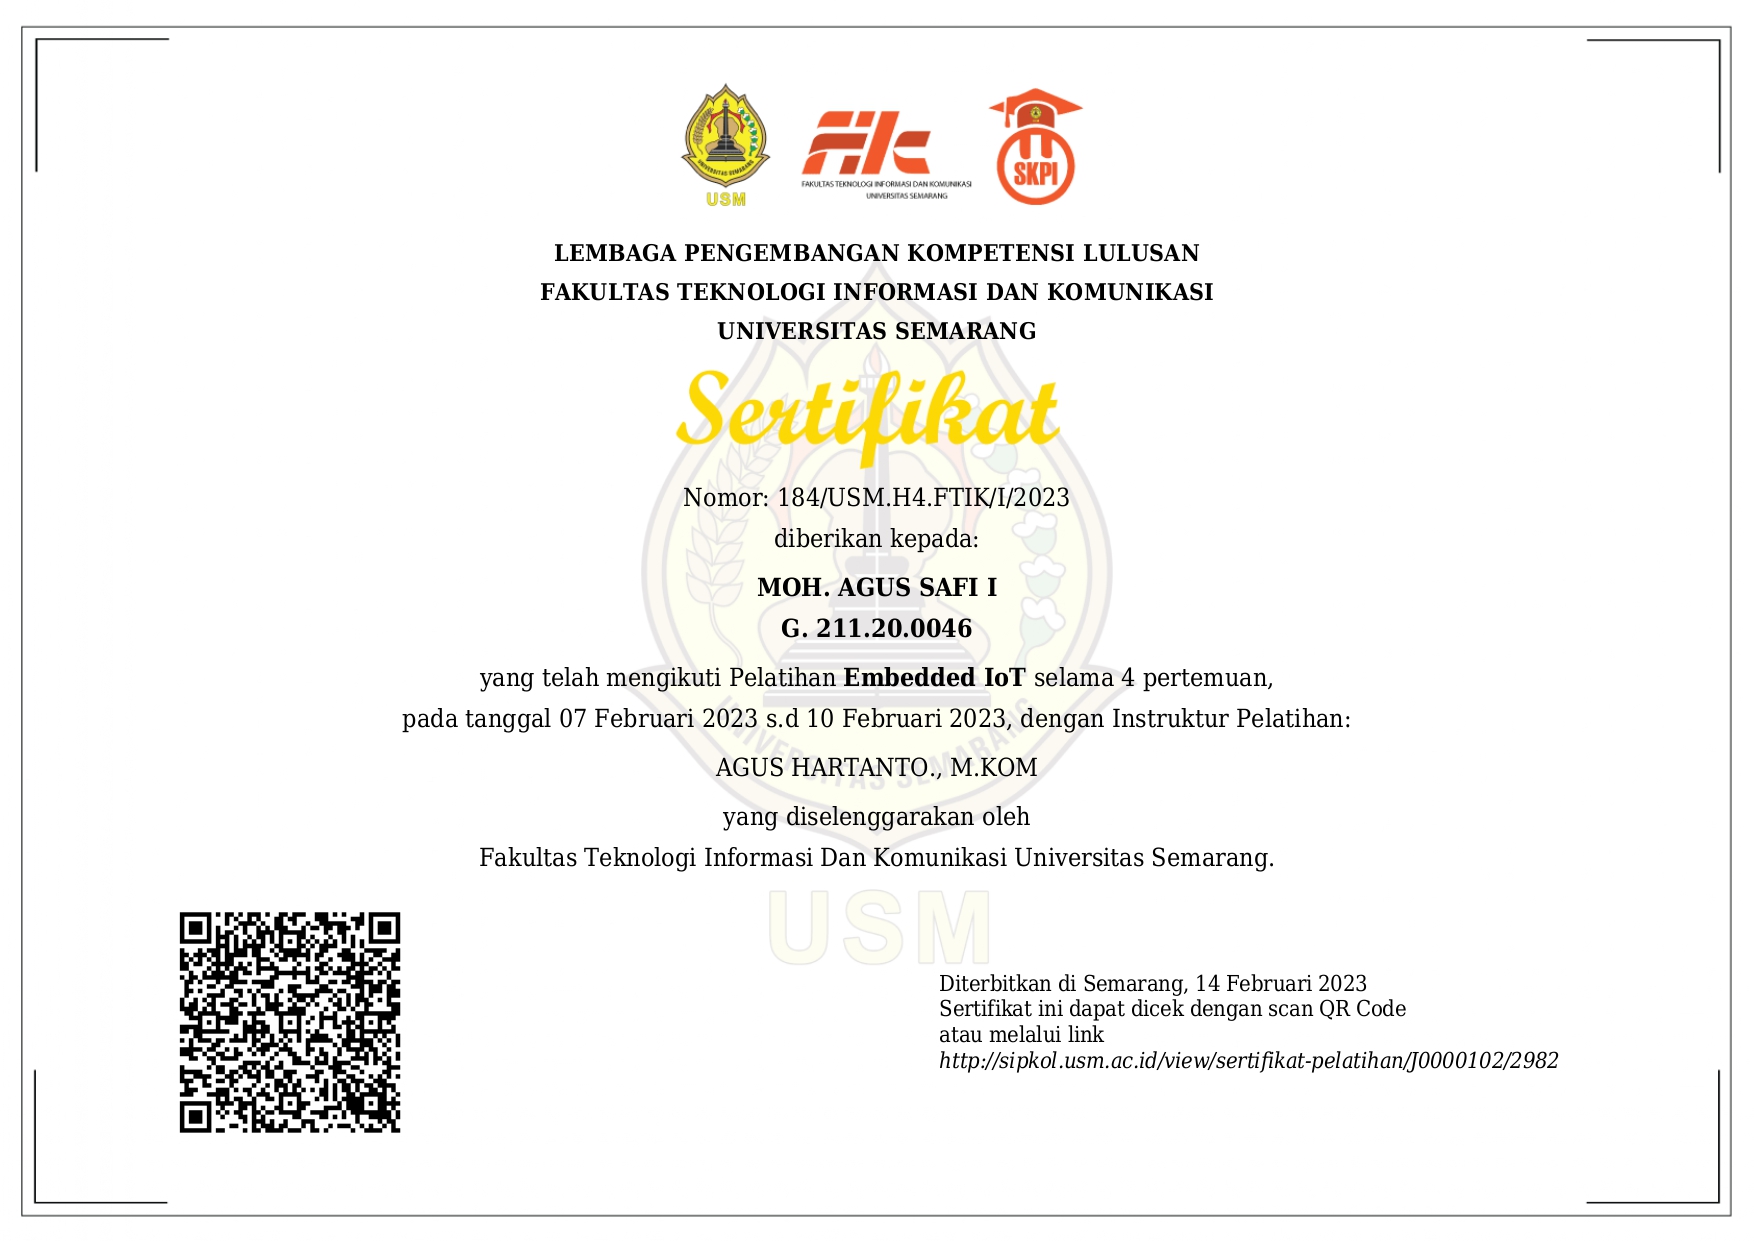 UNIVERSITAS SEMARANG
USM
FTIK
FAKULTAS TEKNOLOGI INFORMASI DAN KOMUNIKASI
UNIVERSITAS SEMARANG
SKPI
LEMBAGA PENGEMBANGAN KOMPETENSI LULUSAN
FAKULTAS TEKNOLOGI INFORMASI DAN KOMUNIKASI
UNIVERSITAS SEMARANG
Sertifikat
Nomor: 184/USM.H4.FTIK/I/2023
diberikan kepada:
MOH. AGUS SAFI I
G. 211.20.0046
yang telah mengikuti Pelatihan Embedded IoT selama 4 pertemuan,
pada tanggal 07 Februari 2023 s.d 10 Februari 2023, dengan Instruktur Pelatihan:
AGUS HARTANTO., M.KOM
yang diselenggarakan oleh
Fakultas Teknologi Informasi Dan Komunikasi Universitas Semarang.
UNIVERSITAS SEMARANG
USM
Diterbitkan di Semarang, 14 Februari 2023
Sertifikat ini dapat dicek dengan scan QR Code
atau melalui link
http://sipkol.usm.ac.id/view/sertifikat-pelatihan/J0000102/2982